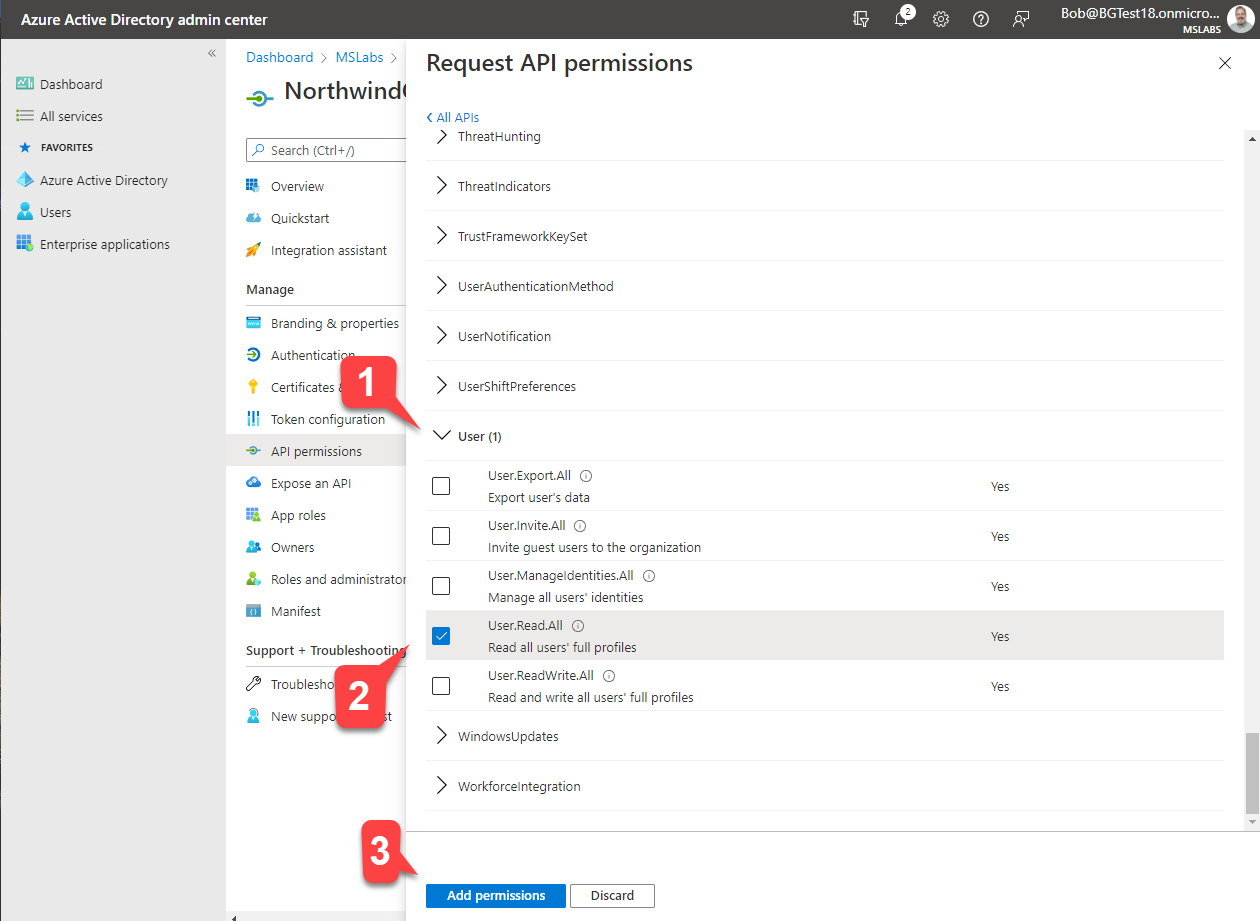 Azure Active Directory admin center
2
Bob@BGTest18.onmicro...
MSLABS
«
Dashboard
All services
FAVORITES
Azure Active Directory
Users
Enterprise applications
Dashboard > MSLabs >
Search (Ctrl+/)
Overview
Quickstart
Integration assistant
Manage
Branding & properties
Authentication
Certificates
Token configuration
API permissions
Expose an API
App roles
Owners
Roles and administrator
Manifest
Support + Troubleshooting
New
Request API permissions
All APIs
ThreatHunting
ThreatIndicators
TrustFrameworkKeySet
UserAuthenticationMethod
UserNotification
UserShiftPreferences
1
User (1)
User.Export.All
Export user's data
Yes
User.Invite.All
Invite guest users to the organization
Yes
User.ManageIdentities.All
Manage all users' identities
Yes
2
User.Read.All
Read all users' full profiles
Yes
User.ReadWrite.All
Read and write all users' full profiles
Yes
WindowsUpdates
WorkforceIntegration
3
Add permissions
Discard